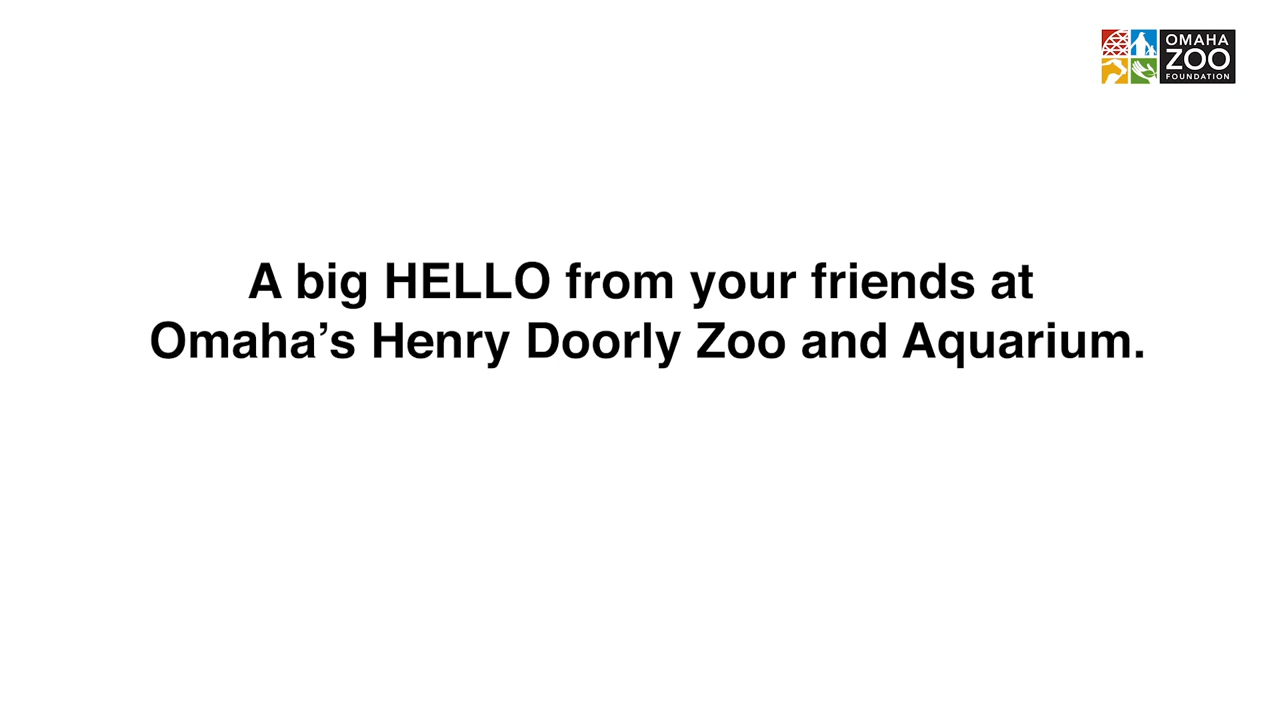 OMAHA
ZOO
FOUNDATION
A big HELLO from your friends at
Omaha’s Henry Doorly Zoo and Aquarium.